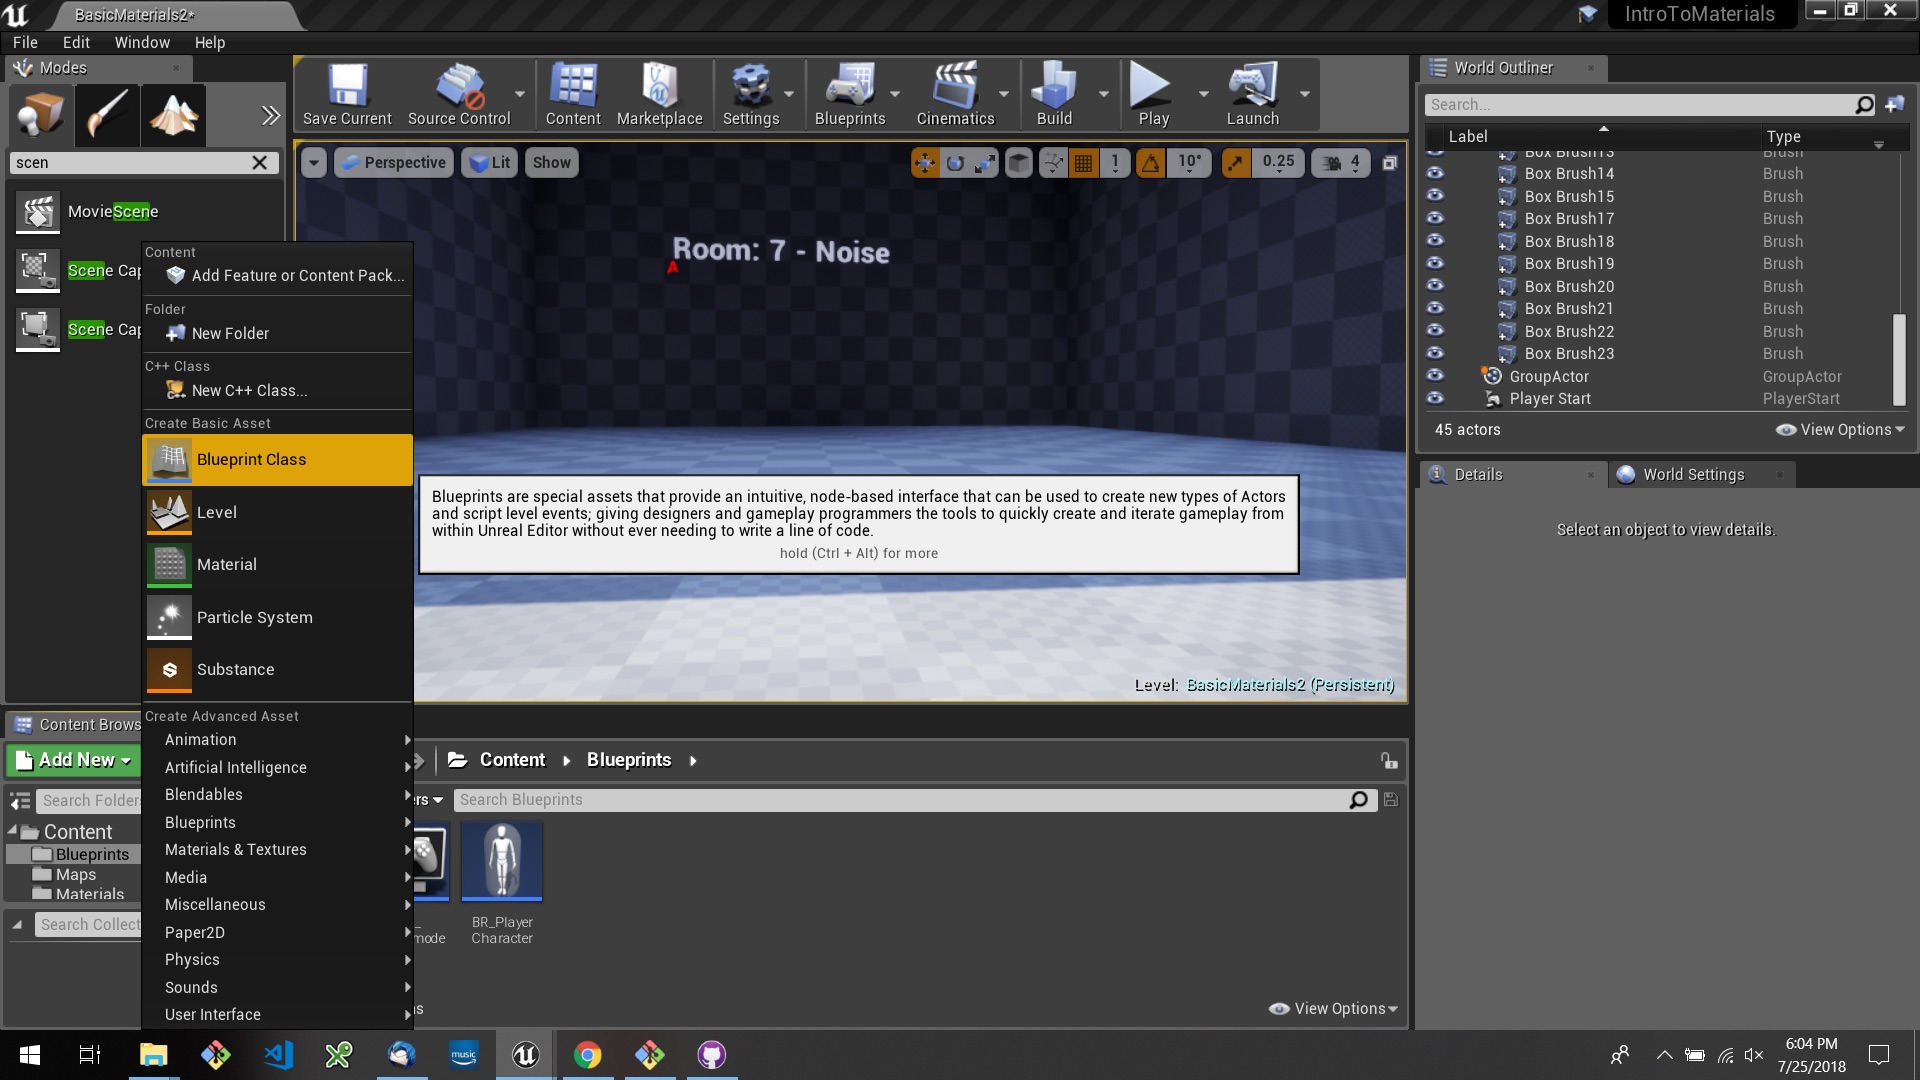 BasicMaterials2*
IntroToMaterials
File Edit Window Help
Modes
World Outliner
Save Current
Source Control
Content
Marketplace
Settings
Blueprints
Cinematics
Build
Play
Launch
Search...
Label
Type
scen
Perspective
Lit
Show
1
10°
0.25
4
MovieScene
Scene Cap
Scene Cap
Room: 7 - Noise
A
Box Brush13 Brush
Box Brush14 Brush
Box Brush15 Brush
Box Brush17 Brush
Box Brush18 Brush
Box Brush19 Brush
Box Brush20 Brush
Box Brush21 Brush
Box Brush22 Brush
Box Brush23 Brush
GroupActor GroupActor
Player Start PlayerStart
45 actors
View Options
Details
World Settings
Select an object to view details.
Content
Add Feature or Content Pack...
Folder
New Folder
C++ Class
New C++ Class...
Create Basic Asset
Blueprint Class
Level
Material
Particle System
Substance
Create Advanced Asset
Animation
Artificial Intelligence
Blendables
Blueprints
Materials & Textures
Media
Miscellaneous
Paper2D
Physics
Sounds
User Interface
Blueprints are special assets that provide an intuitive, node-based interface that can be used to create new types of Actors
and script level events; giving designers and gameplay programmers the tools to quickly create and iterate gameplay from
within Unreal Editor without ever needing to write a line of code.
hold (Ctrl + Alt) for more
Level: BasicMaterials2 (Persistent)
Content Brows
Add New
Content
Blueprints
Search Folders
ers
Search Blueprints
Content
Blueprints
Maps
Materials
Search Collect
mode
BR_Player
Character
s
View Options
music
6:04 PM
7/25/2018